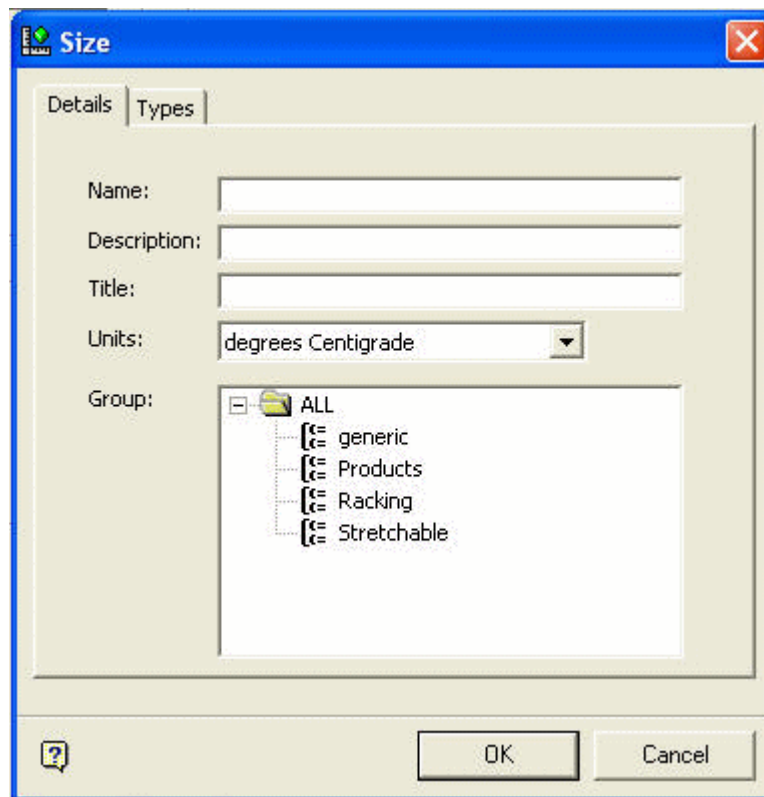 Size
Details Types
Name:
Description:
Title:
Units: degrees Centigrade
Group: ALL
generic
Products
Racking
Stretchable
OK Cancel